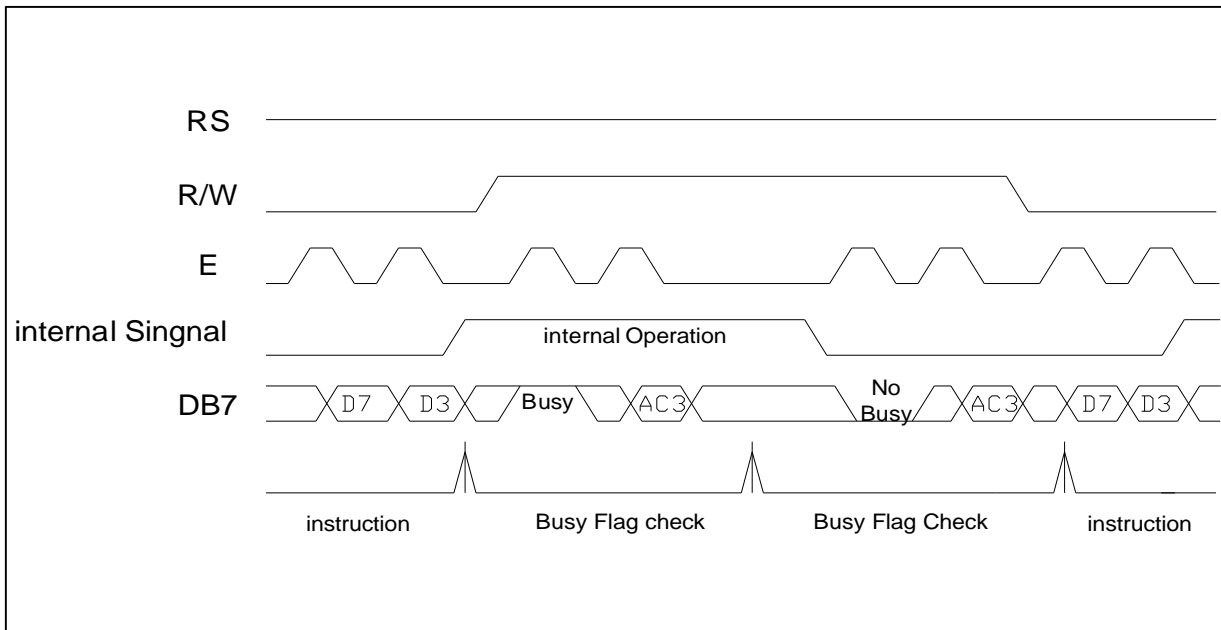 RS
R/W
E
internal Singnal
internal Operation
DB7
D7
D3
Busy
AC3
No
Busy
AC3
D7
D3
instruction
Busy Flag check
Busy Flag Check
instruction